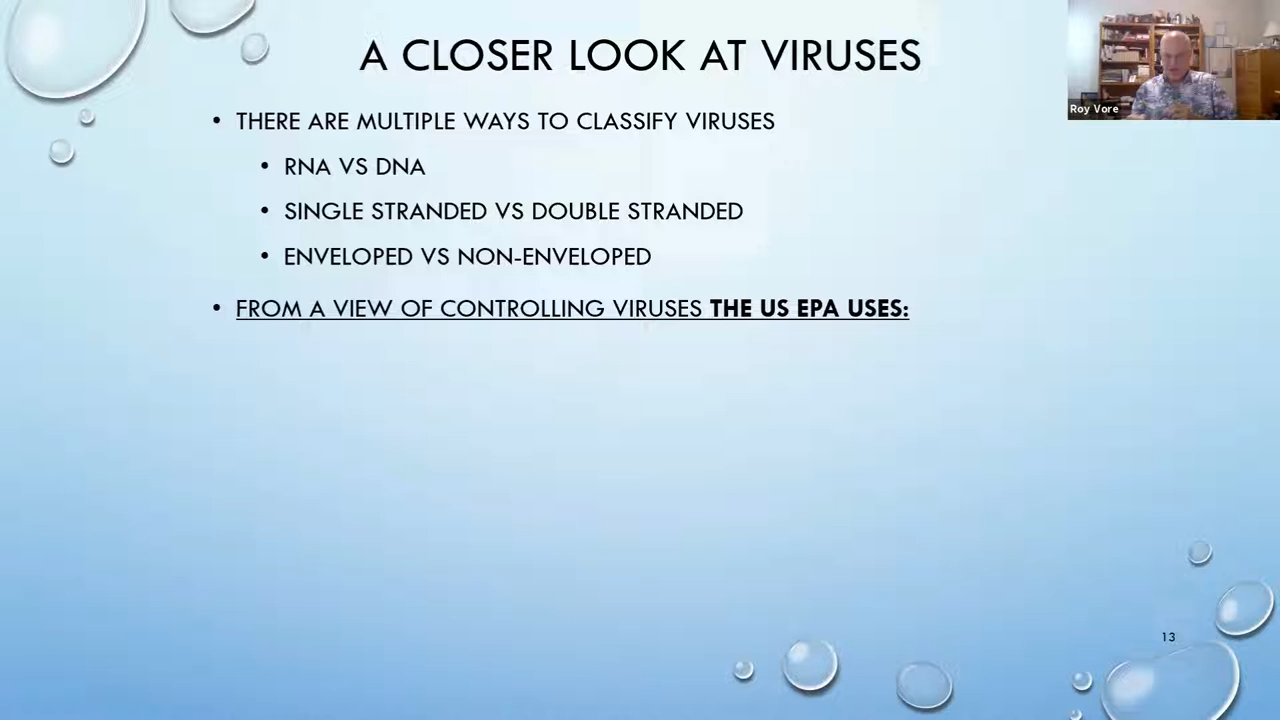 A CLOSER LOOK AT VIRUSES
• THERE ARE MULTIPLE WAYS TO CLASSIFY VIRUSES
• RNA VS DNA
• SINGLE STRANDED VS DOUBLE STRANDED
• ENVELOPED VS NON-ENVELOPED
• FROM A VIEW OF CONTROLLING VIRUSES THE US EPA USES:
Roy Vore
13